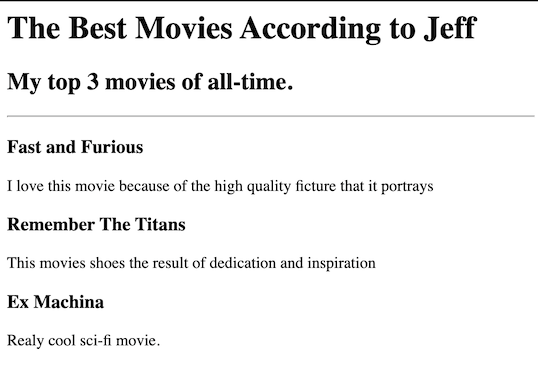 The Best Movies According to Jeff
My top 3 movies of all-time.
Fast and Furious
I love this movie because of the high quality ficture that it portrays
Remember The Titans
This movies shoes the result of dedication and inspiration
Ex Machina
Realy cool sci-fi movie.